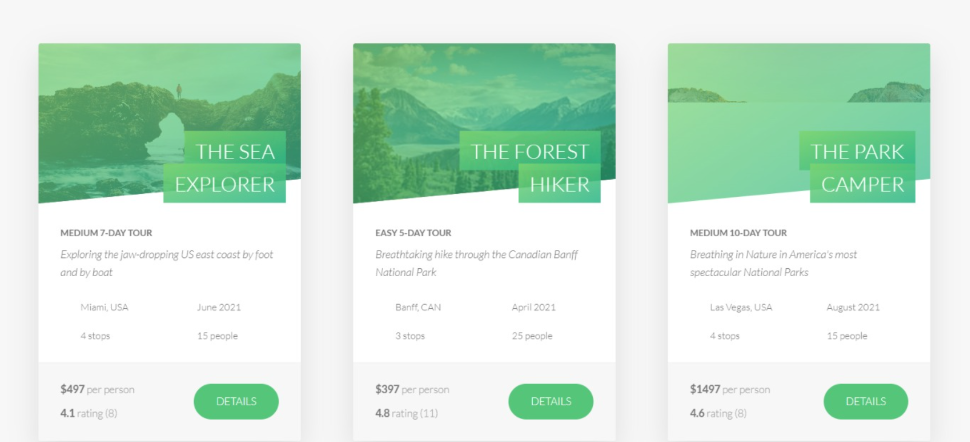 THE SEA
EXPLORER
MEDIUM 7-DAY TOUR
Exploring the jaw-dropping US east coast by foot
and by boat
Miami, USA
June 2021
4 stops
15 people
$497 per person
4.1 rating (8)
DETAILS
THE FOREST
HIKER
EASY 5-DAY TOUR
Breathtaking hike through the Canadian Banff
National Park
Banff, CAN
April 2021
3 stops
25 people
$397 per person
4.8 rating (11)
DETAILS
THE PARK
CAMPER
MEDIUM 10-DAY TOUR
Breathing in Nature in America's most
spectacular National Parks
Las Vegas, USA
August 2021
4 stops
15 people
$1497 per person
4.6 rating (8)
DETAILS